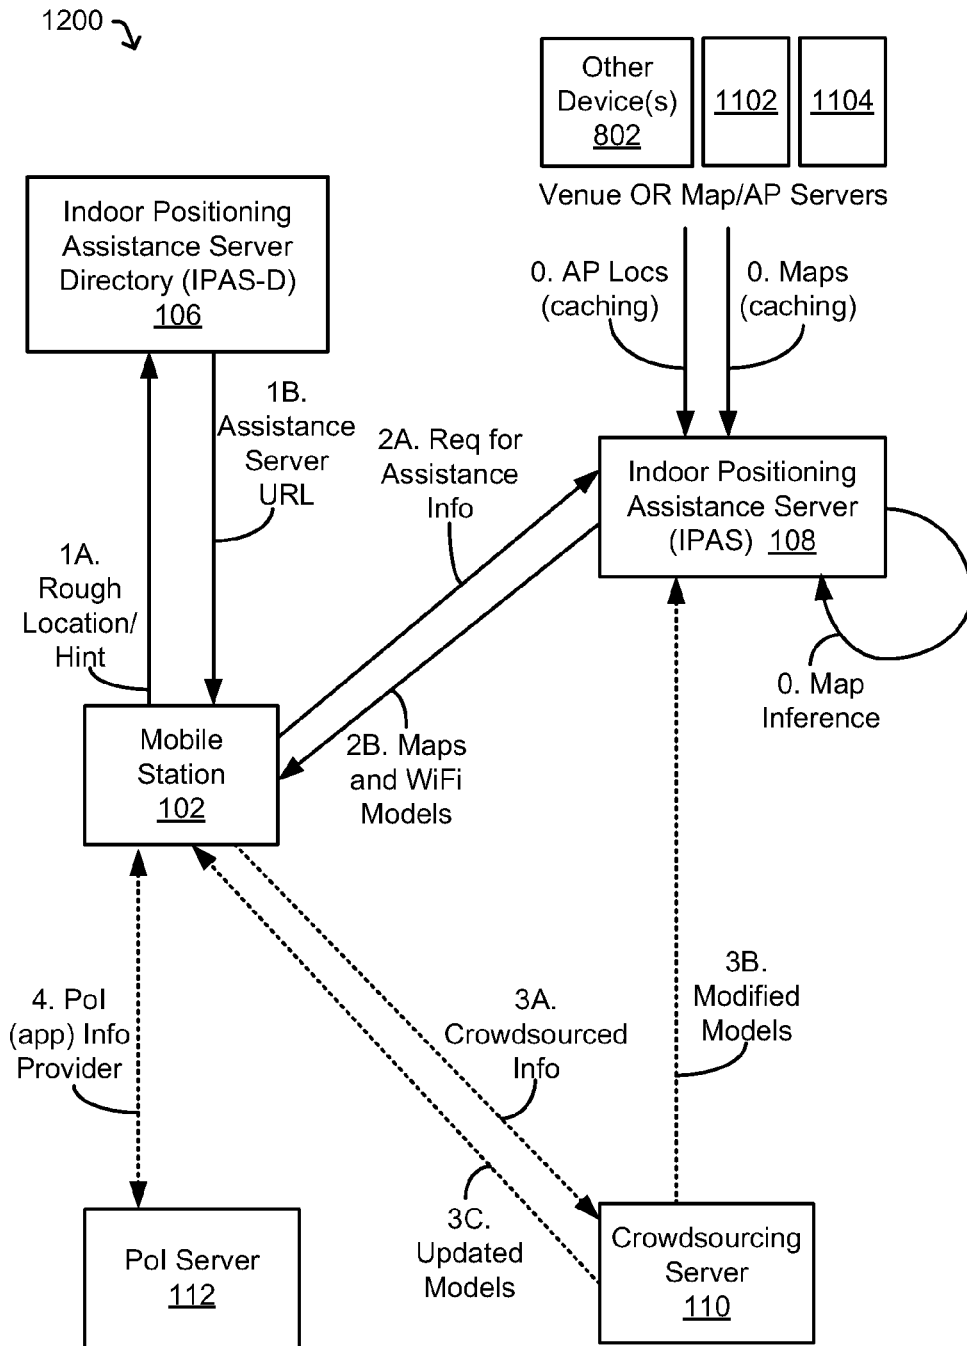 1200
Other
Device(s)
802
1102
1104
Venue OR Map/AP Servers
Indoor Positioning
Assistance Server
Directory (IPAS-D)
106
0. AP Locs
(caching)
0. Maps
(caching)
1B.
Assistance
Server
URL
2A. Req for
Assistance
Info
Indoor Positioning
Assistance Server
(IPAS) 108
1A.
Rough
Location/
Hint
0. Map
Inference
Mobile
Station
102
2B. Maps
and WiFi
Models
4. PoI
(app) Info
Provider
3A.
Crowdsourced
Info
3B.
Modified
Models
3C.
Updated
Models
PoI Server
112
Crowdsourcing
Server
110